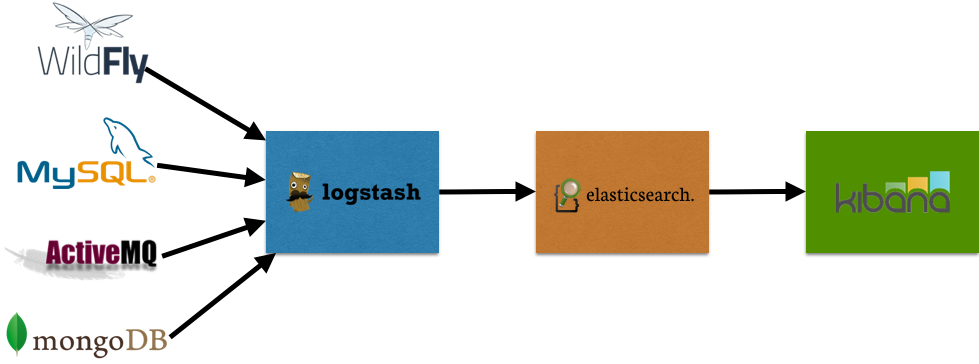 WildFly
MySQL®
ActiveMQ
mongoDB
logstash
elasticsearch.
kibana